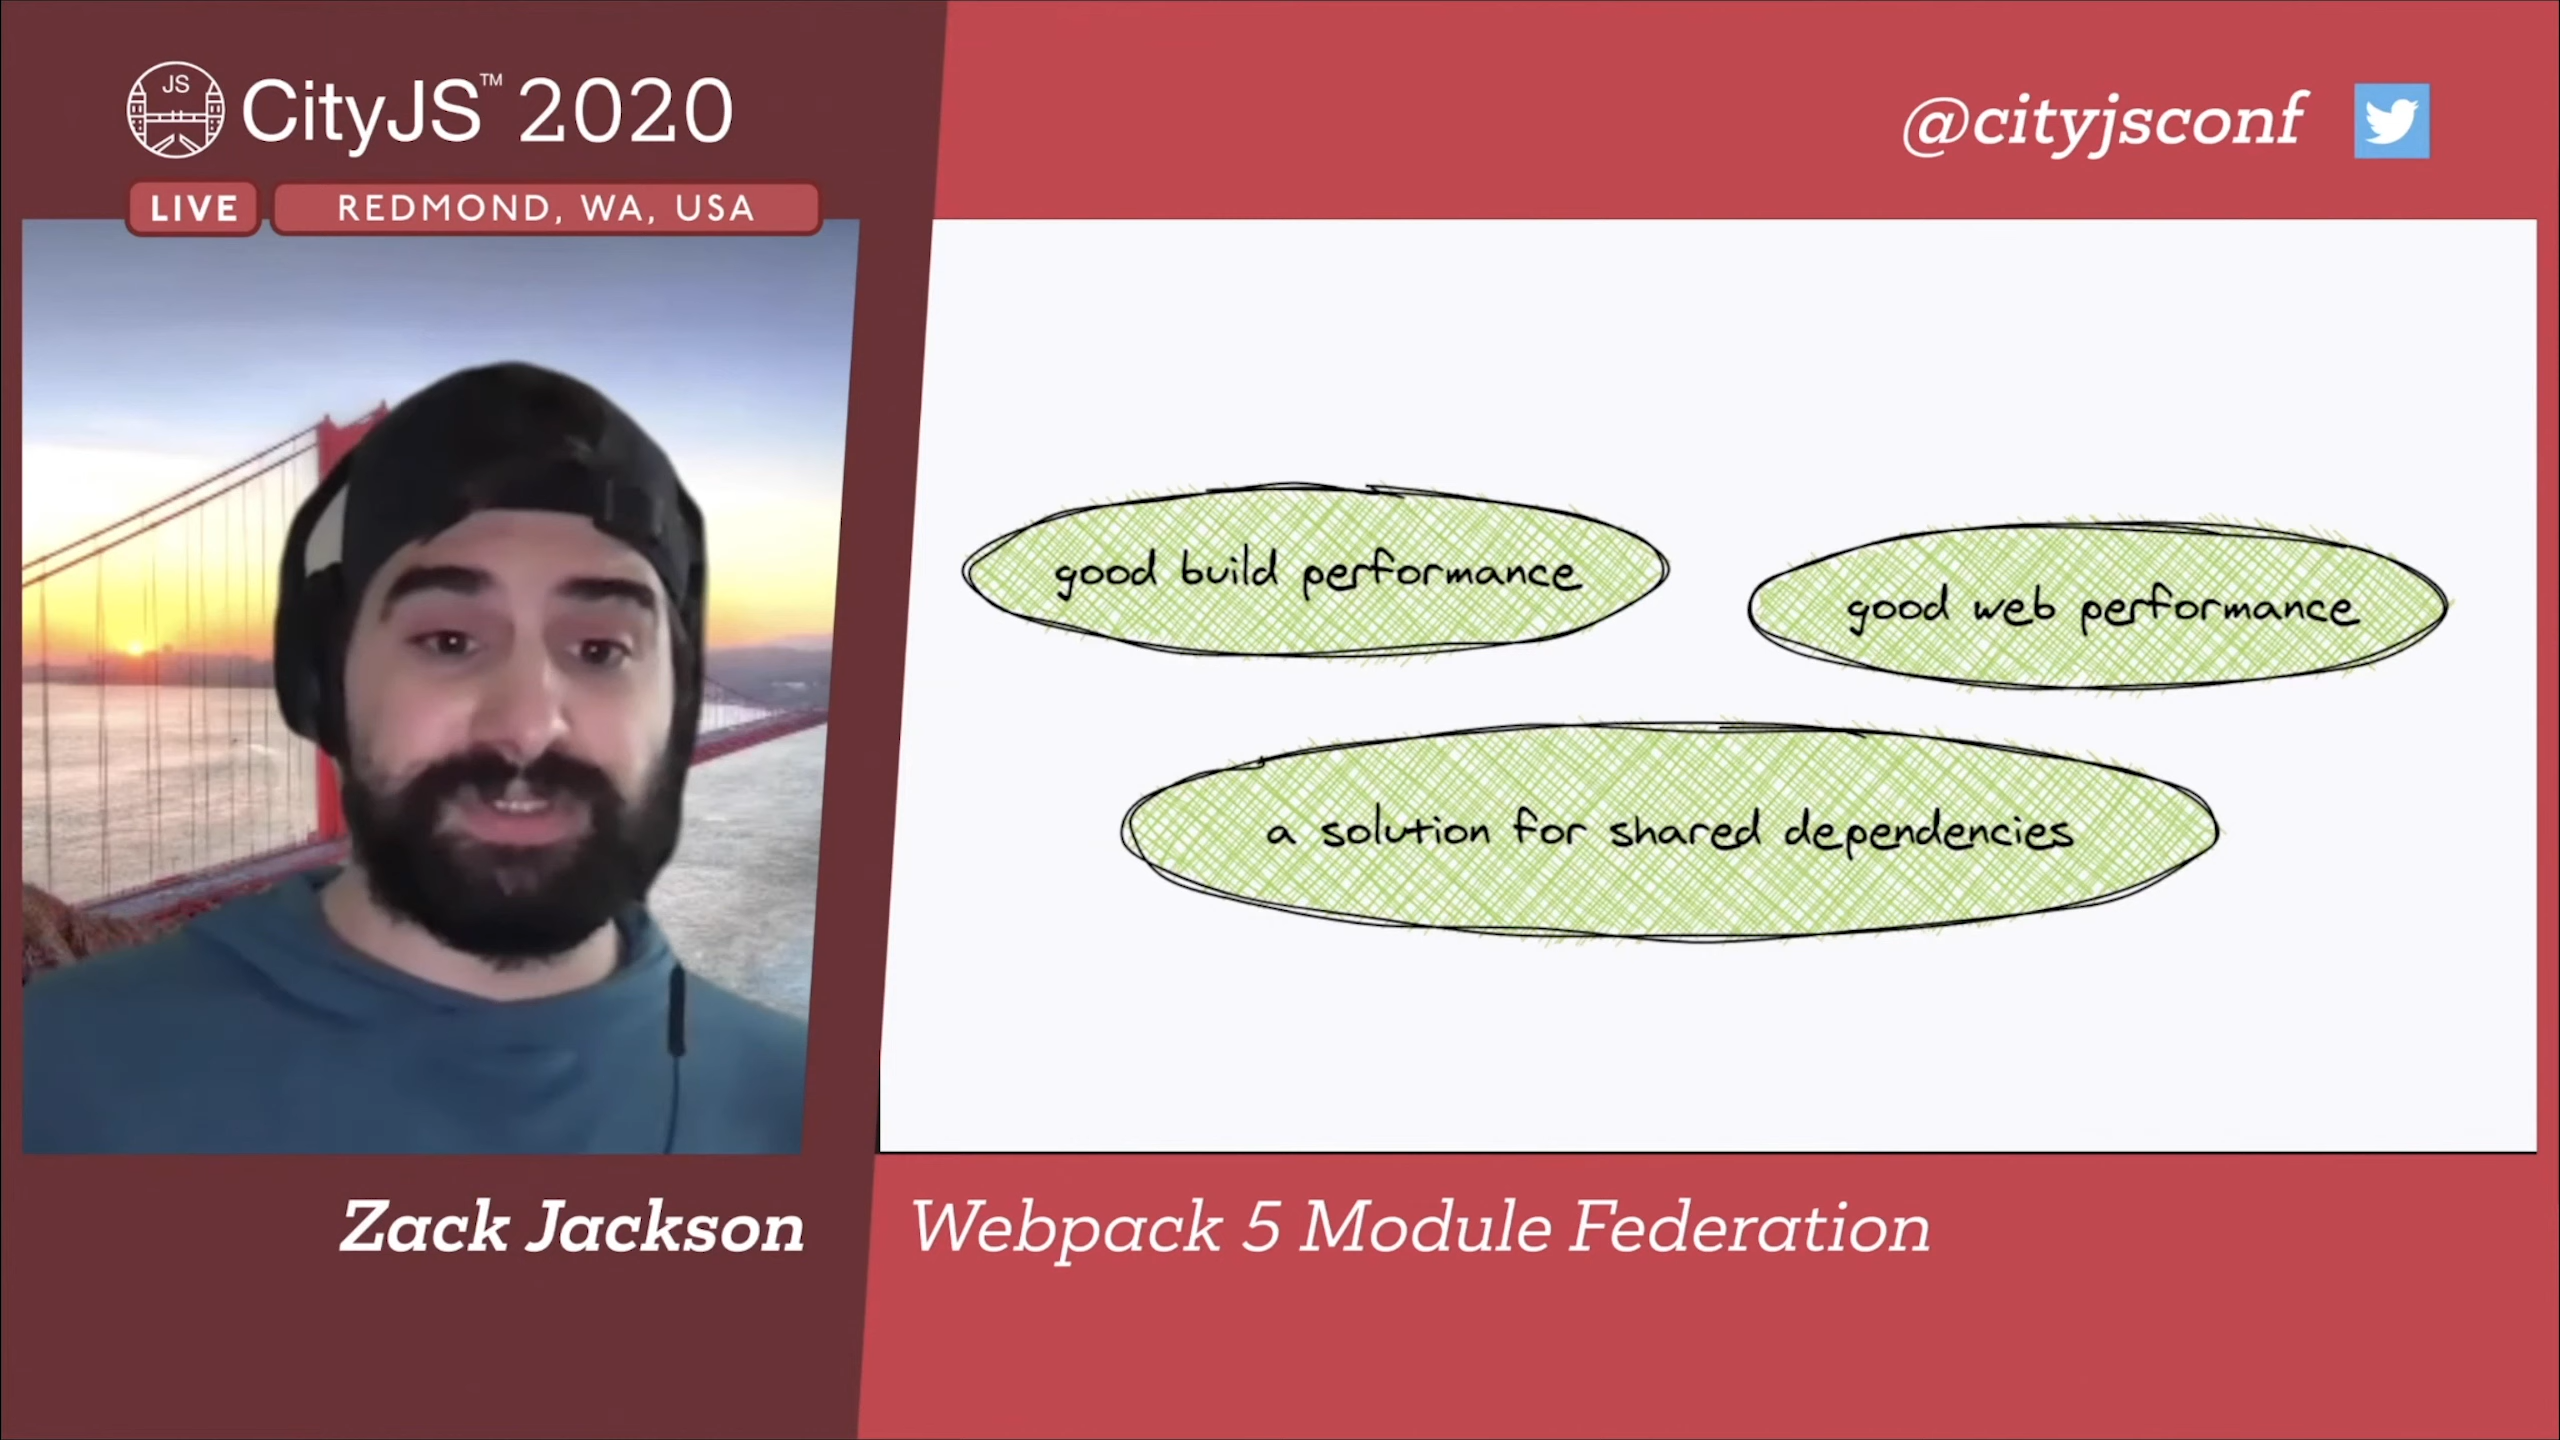 JS
CityJS™ 2020
@cityjsconf
LIVE
REDMOND, WA, USA
good build performance
good web performance
a solution for shared dependencies
Zack Jackson
Webpack 5 Module Federation